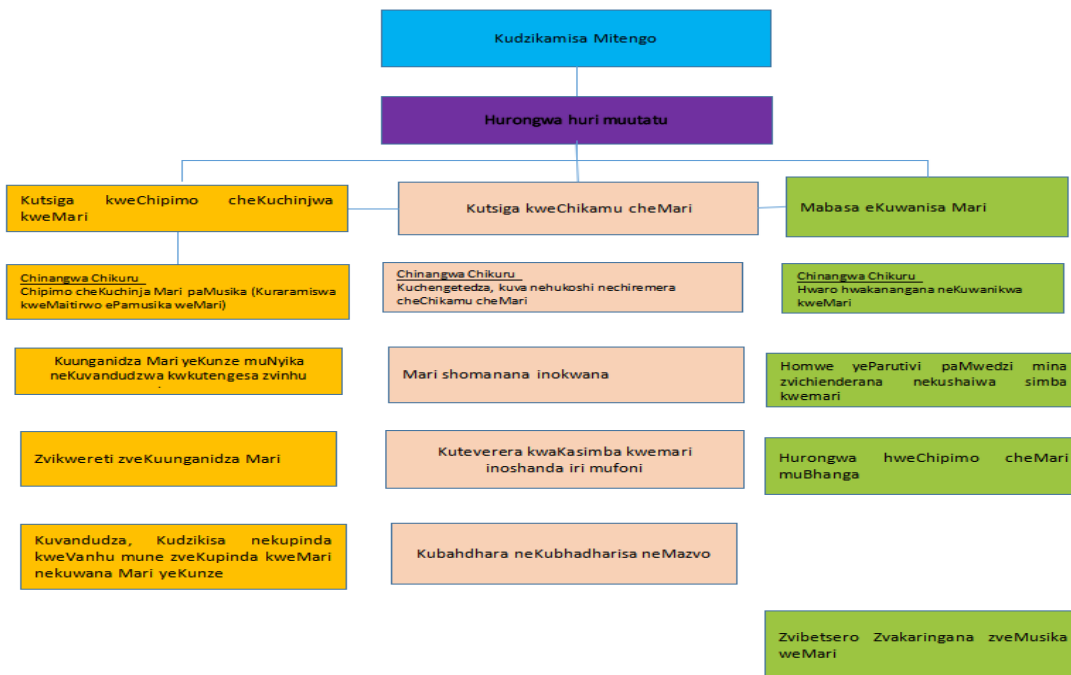 Kudzikamisa Mitengo
Hurongwa huri muutatu
Kutsiga kweChipimo cheKuchinjwa
kweMari
Kutsiga kweChikamu cheMari
Mabasa eKuwanisa Mari
Chinangwa Chikuru
Chipimo cheKuchinja Mari paMusika (Kuraramiswa
kweMaitirwo ePamusika weMari)
Chinangwa Chikuru
Kuchengetedza, kuva nehukoshi nechiremera
cheChikamu cheMari
Chinangwa Chikuru
Hwaro hwakanangana neKuwanikwa
kweMari
Kuunganidza Mari yeKunze muNyika
neKuvandudzwa kwkutengesa zvinhu
Mari shomanana inokwana
Homwe yeParutivi paMwedzi mina
zvichienderana nekushaiwa simba
kwemari
Zvikwereti zveKuunganidza Mari
Kuteverera kwaKasimba kwemari
inoshanda iri mufoni
Hurongwa hweChipimo cheMari
muBhanga
Kuvandudza, Kudzikisa nekupinda
kweVanhu mune zveKupinda kweMari
nekuwana Mari yeKunze
Kubahdhara neKubhadharisa neMazvo
Zvibetsero Zvakaringana zveMusika
weMari